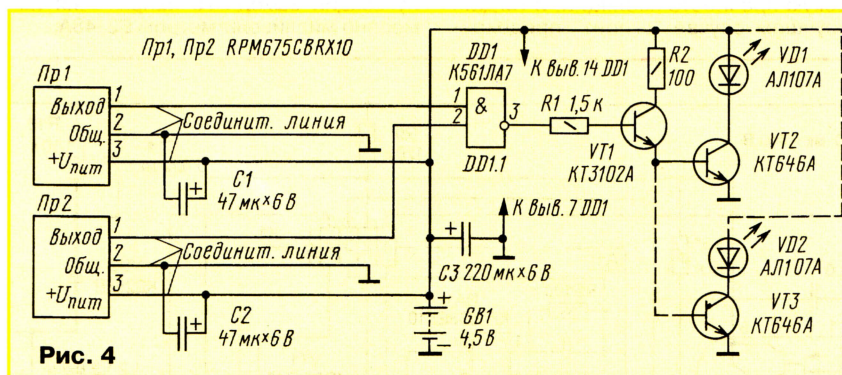 Пр1, Пр2 RPM675CBRX10
Пр1
Выход 1
Общ. 2
+Uпит 3
Соединит. линия
C1
47 мк×6 В
Пр2
Выход 1
Общ. 2
+Uпит 3
Соединит. линия
C2
47 мк×6 В
DD1
К561ЛА7
1
2
&
3
DD1.1
К Выв. 14 DD1
R1 1,5 к
R2
100
VT1
КТ3102А
VD1
АЛ107А
VT2
КТ646А
К Выв. 7 DD1
+
C3 220 мк×6 В
+
GB1
4,5 В
−
VD2
АЛ107А
VT3
КТ646А
Рис. 4